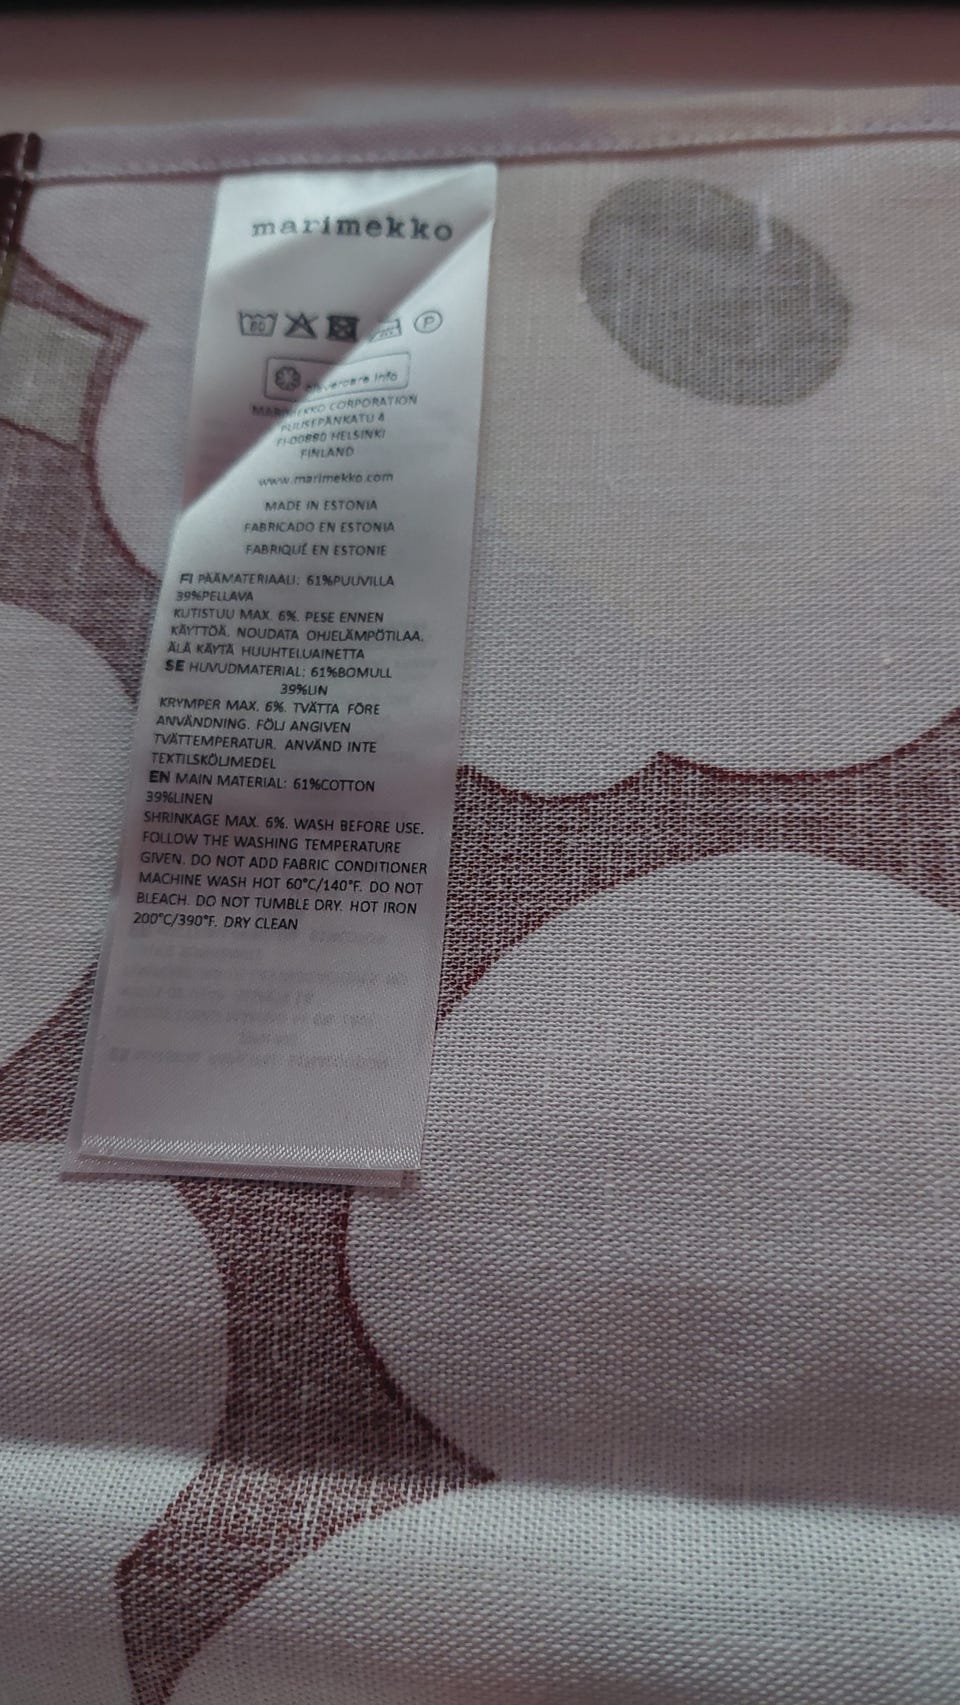 marimekko
60
P
clevercare.info
MARIMEKKO CORPORATION
PUUSEPÄNKATU 4
FI-00880 HELSINKI
FINLAND
www.marimekko.com
MADE IN ESTONIA
FABRICADO EN ESTONIA
FABRIQUÉ EN ESTONIE
FI PÄÄMATERIAALI: 61%PUUVILLA
39%PELLAVA
KUTISTUU MAX. 6%. PESE ENNEN
KÄYTTÖÄ. NOUDATA OHJELÄMPÖTILAA.
ÄLÄ KÄYTÄ HUUHTELUAINETTA
SE HUVUDMATERIAL: 61%BOMULL
39%LIN
KRYMPER MAX. 6%. TVÄTTA FÖRE
ANVÄNDNING. FÖLJ ANGIVEN
TVÄTTEMPERATUR. ANVÄND INTE
TEXTILSKÖLJMEDEL
EN MAIN MATERIAL: 61%COTTON
39%LINEN
SHRINKAGE MAX. 6%. WASH BEFORE USE.
FOLLOW THE WASHING TEMPERATURE
GIVEN. DO NOT ADD FABRIC CONDITIONER
MACHINE WASH HOT 60°C/140°F. DO NOT
BLEACH. DO NOT TUMBLE DRY. HOT IRON
200°C/390°F. DRY CLEAN